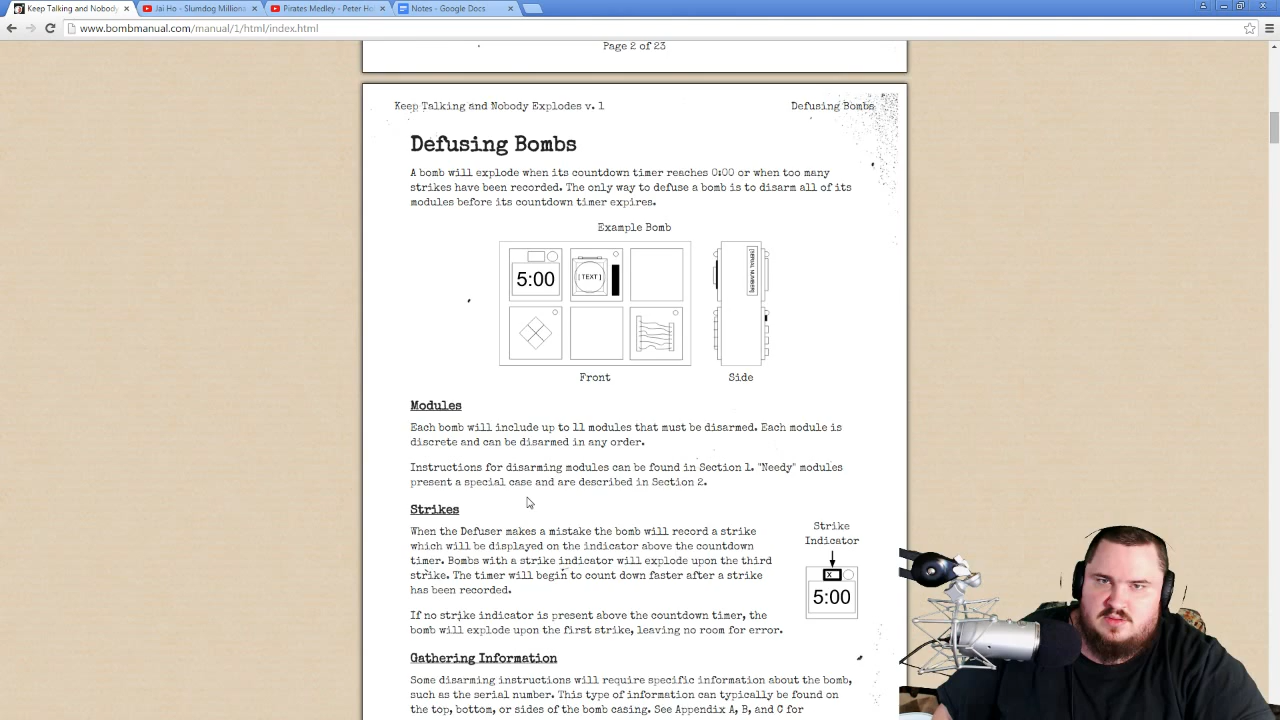 Keep Talking and Nobody
Jai Ho - Slumdog Milliona
Pirates Medley - Peter Ho
Notes - Google Docs
www.bombmanual.com/manual/1/html/index.html
Page 2 of 23
Keep Talking and Nobody Explodes v. 1
Defusing Bombs
Defusing Bombs
A bomb will explode when its countdown timer reaches 0:00 or when too many
strikes have been recorded. The only way to defuse a bomb is to disarm all of its
modules before its countdown timer expires.
Example Bomb
5:00
[TEXT]
[SERIAL NUMBER]
Front
Side
Modules
Each bomb will include up to 11 modules that must be disarmed. Each module is
discrete and can be disarmed in any order.
Instructions for disarming modules can be found in Section 1. "Needy" modules
present a special case and are described in Section 2.
Strikes
When the Defuser makes a mistake the bomb will record a strike
which will be displayed on the indicator above the countdown
timer. Bombs with a strike indicator will explode upon the third
strike. The timer will begin to count down faster after a strike
has been recorded.
Strike
Indicator
X
5:00
If no strike indicator is present above the countdown timer, the
bomb will explode upon the first strike, leaving no room for error.
Gathering Information
Some disarming instructions will require specific information about the bomb,
such as the serial number. This type of information can typically be found on
the top, bottom, or sides of the bomb casing. See Appendix A, B, and C for